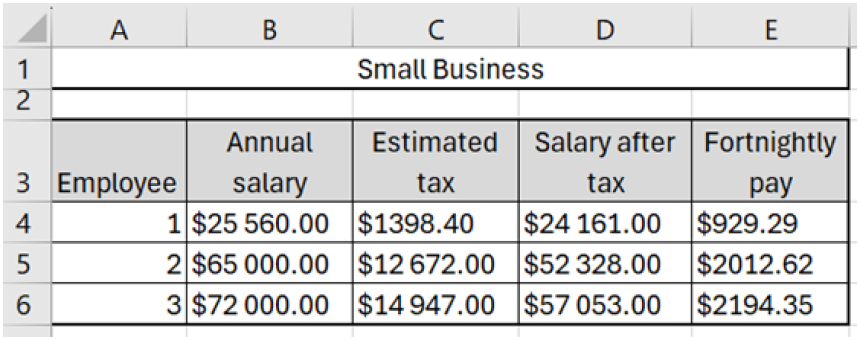 A B C D E
1 Small Business
2
3 Employee Annual salary Estimated tax Salary after tax Fortnightly pay
4 1 $25 560.00 $1398.40 $24 161.00 $929.29
5 2 $65 000.00 $12 672.00 $52 328.00 $2012.62
6 3 $72 000.00 $14 947.00 $57 053.00 $2194.35